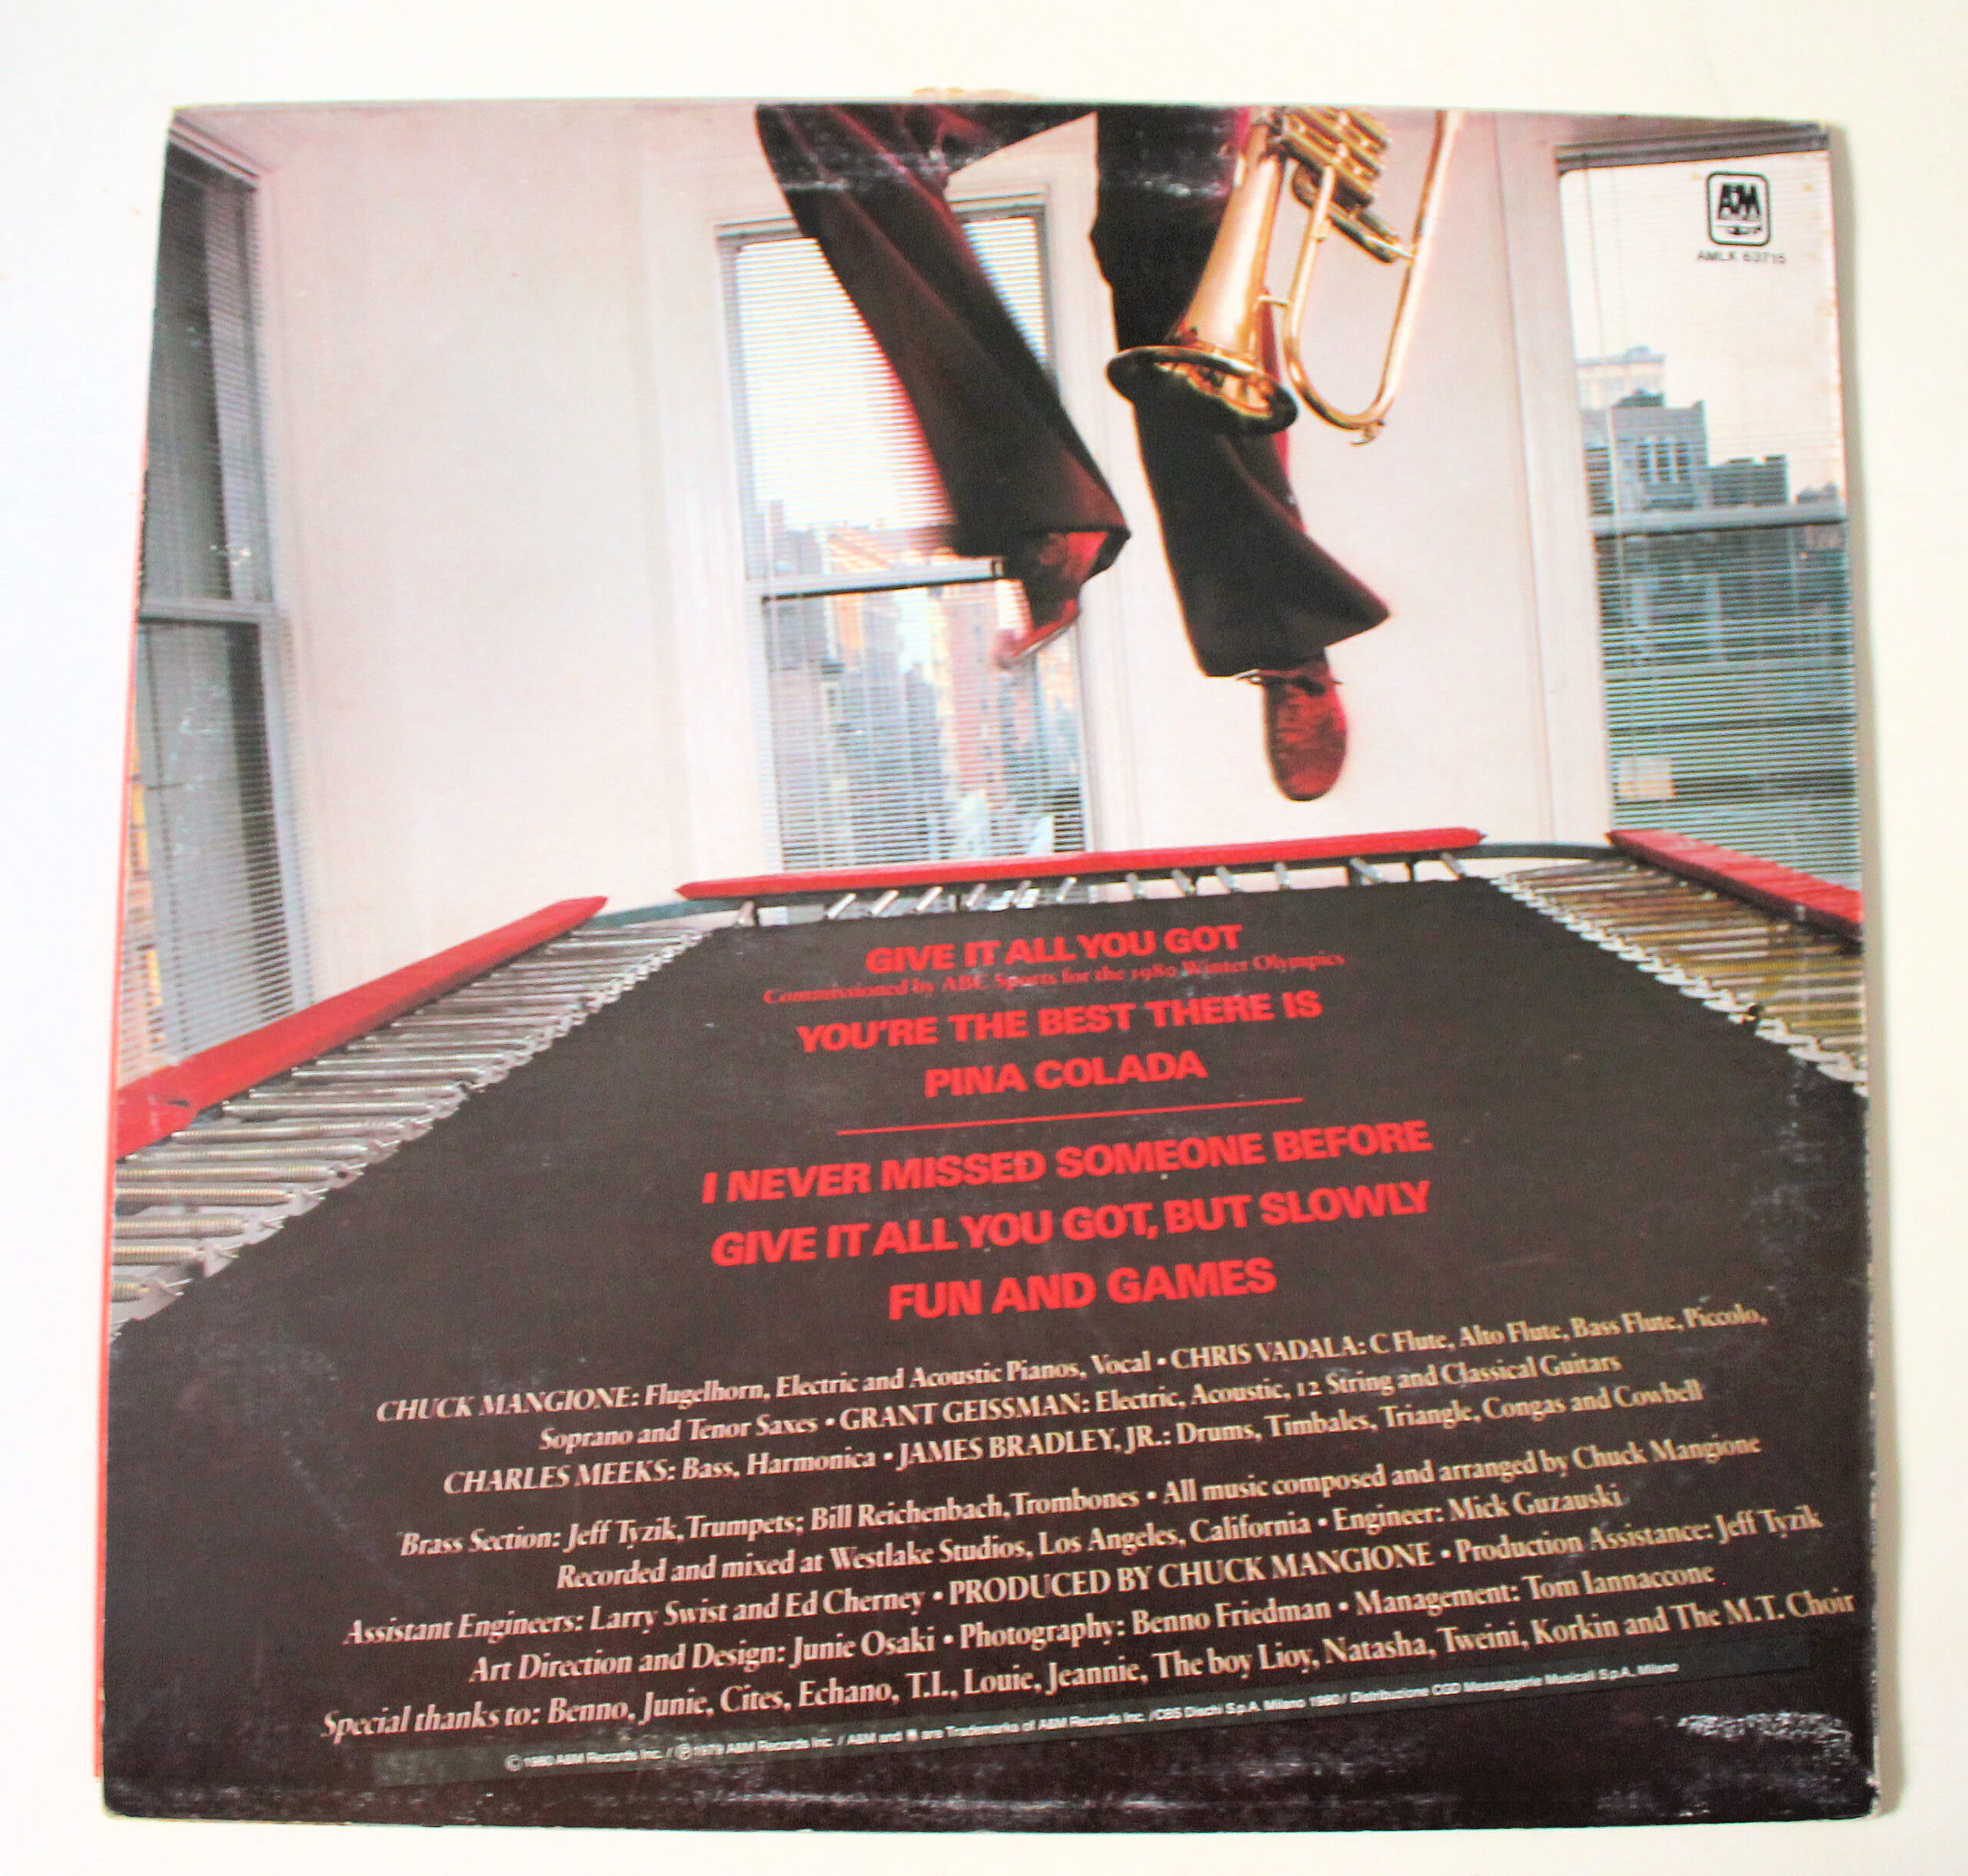 A&M
AMLK 63715
GIVE IT ALL YOU GOT
Commissioned by ABC Sports for the 1980 Winter Olympics
YOU'RE THE BEST THERE IS
PINA COLADA
I NEVER MISSED SOMEONE BEFORE
GIVE IT ALL YOU GOT, BUT SLOWLY
FUN AND GAMES
CHUCK MANGIONE: Flugelhorn, Electric and Acoustic Pianos, Vocal • CHRIS VADALA: C Flute, Alto Flute, Bass Flute, Piccolo,
Soprano and Tenor Saxes • GRANT GEISSMAN: Electric, Acoustic, 12 String and Classical Guitars
CHARLES MEEKS: Bass, Harmonica • JAMES BRADLEY, JR.: Drums, Timbales, Triangle, Congas and Cowbell
Brass Section: Jeff Tyzik, Trumpets; Bill Reichenbach, Trombones • All music composed and arranged by Chuck Mangione
Recorded and mixed at Westlake Studios, Los Angeles, California • Engineer: Mick Guzauski
Assistant Engineers: Larry Swist and Ed Cherney • PRODUCED BY CHUCK MANGIONE • Production Assistance: Jeff Tyzik
Art Direction and Design: Junie Osaki • Photography: Benno Friedman • Management: Tom Iannaccone
Special thanks to: Benno, Junie, Cites, Echano, T.I., Louie, Jeannie, The boy Lioy, Natasha, Tweini, Korkin and The M.T. Choir
© 1980 A&M Records Inc. / ℗ 1979 A&M Records Inc. / A&M and are Trademarks of A&M Records Inc. / CBS Dischi S.p.A. Milano 1980 / Distribuzione CGD Messaggerie Musicali S.p.A. Milano